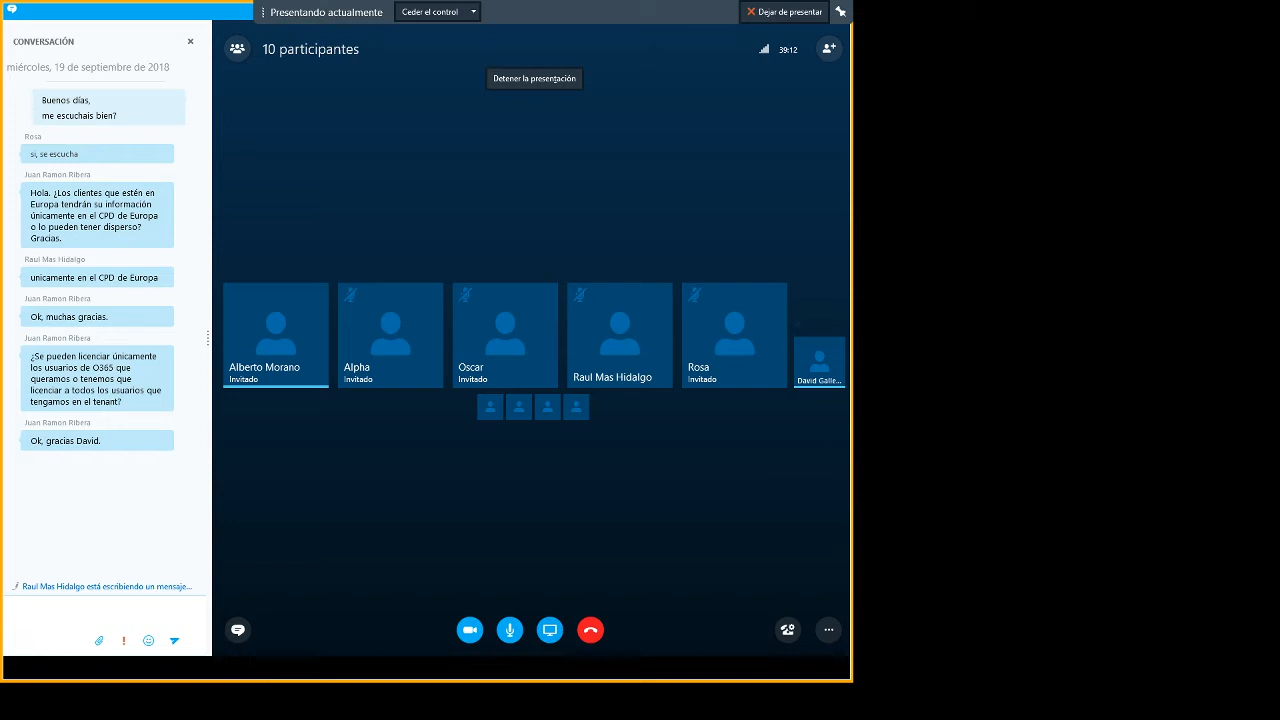 Presentando actualmente
Ceder el control
Dejar de presentar
CONVERSACIÓN
miércoles, 19 de septiembre de 2018
Buenos días,
me escuchais bien?
Rosa
si, se escucha
Juan Ramon Ribera
Hola. ¿Los clientes que estén en
Europa tendrán su información
únicamente en el CPD de Europa
o lo pueden tener disperso?
Gracias.
Raul Mas Hidalgo
unicamente en el CPD de Europa
Juan Ramon Ribera
Ok, muchas gracias.
Juan Ramon Ribera
¿Se pueden licenciar únicamente
los usuarios de O365 que
queramos o tenemos que
licenciar a todos los usuarios que
tengamos en el tenant?
Juan Ramon Ribera
Ok, gracias David.
Raul Mas Hidalgo está escribiendo un mensaje...
10 participantes
39:12
Detener la presentación
Alberto Morano
Invitado
Alpha
Invitado
Oscar
Invitado
Raul Mas Hidalgo
Rosa
Invitado
David Galle...